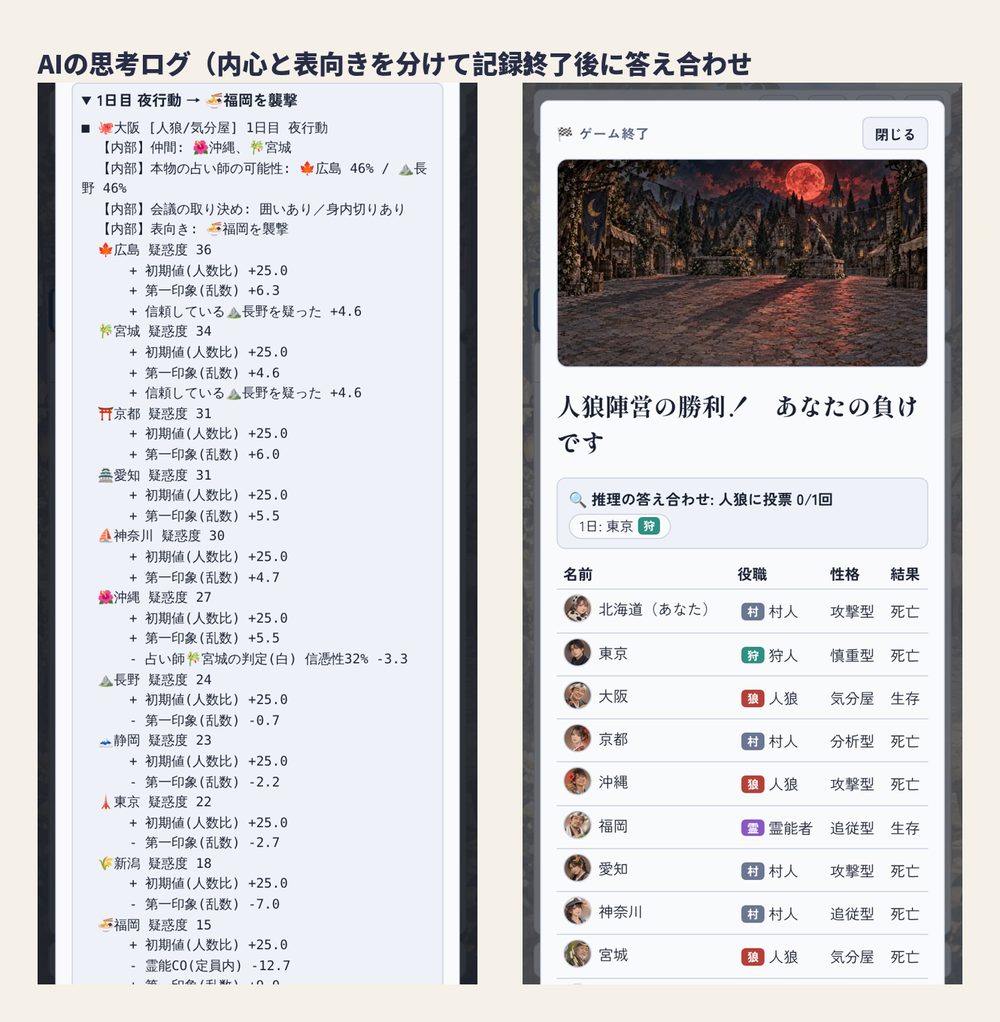 AIの思考ログ（内心と表向きを分けて記録終了後に答え合わせ
▼ 1日目 夜行動 → 🍜福岡を襲撃
■ 🐙大阪 [人狼/気分屋] 1日目 夜行動
【内部】仲間: 🌺沖縄、🎋宮城
【内部】本物の占い師の可能性: 🍁広島 46% / ⛰️長
野 46%
【内部】会議の取り決め: 囲いあり／身内切りあり
【内部】表向き: 🍜福岡を襲撃
🍁広島 疑惑度 36
+ 初期値(人数比) +25.0
+ 第一印象(乱数) +6.3
+ 信頼している⛰️長野を疑った +4.6
🎋宮城 疑惑度 34
+ 初期値(人数比) +25.0
+ 第一印象(乱数) +4.6
+ 信頼している⛰️長野を疑った +4.6
⛩️京都 疑惑度 31
+ 初期値(人数比) +25.0
+ 第一印象(乱数) +6.0
🏯愛知 疑惑度 31
+ 初期値(人数比) +25.0
+ 第一印象(乱数) +5.5
⛵神奈川 疑惑度 30
+ 初期値(人数比) +25.0
+ 第一印象(乱数) +4.7
🌺沖縄 疑惑度 27
+ 初期値(人数比) +25.0
+ 第一印象(乱数) +5.5
- 占い師🎋宮城の判定(白) 信憑性32% -3.3
⛰️長野 疑惑度 24
+ 初期値(人数比) +25.0
- 第一印象(乱数) -0.7
🗻静岡 疑惑度 23
+ 初期値(人数比) +25.0
- 第一印象(乱数) -2.2
🗼東京 疑惑度 22
+ 初期値(人数比) +25.0
- 第一印象(乱数) -2.7
🌾新潟 疑惑度 18
+ 初期値(人数比) +25.0
- 第一印象(乱数) -7.0
🍜福岡 疑惑度 15
+ 初期値(人数比) +25.0
- 霊能CO(定員内) -12.7
🏁 ゲーム終了
閉じる
人狼陣営の勝利！ あなたの負け
です
🔍 推理の答え合わせ: 人狼に投票 0/1回
1日: 東京 狩
名前 役職 性格 結果
北海道（あなた） 村 村人 攻撃型 死亡
東京 狩 狩人 慎重型 死亡
大阪 狼 人狼 気分屋 生存
京都 村 村人 分析型 死亡
沖縄 狼 人狼 攻撃型 死亡
福岡 霊 霊能者 追従型 生存
愛知 村 村人 攻撃型 死亡
神奈川 村 村人 追従型 死亡
宮城 狼 人狼 気分屋 死亡